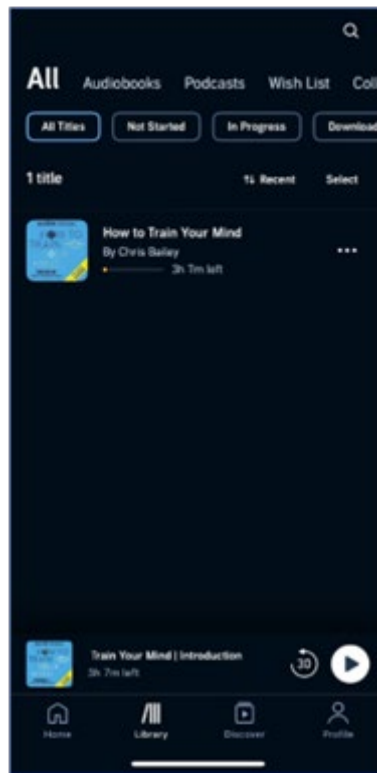 All Audiobooks Podcasts Wish List Coll
All Titles Not Started In Progress Download
1 title Recent Select
How to Train Your Mind
By Chris Bailey
3h 7m left
Train Your Mind | Introduction
3h 7m left
30
Home Library Discover Profile